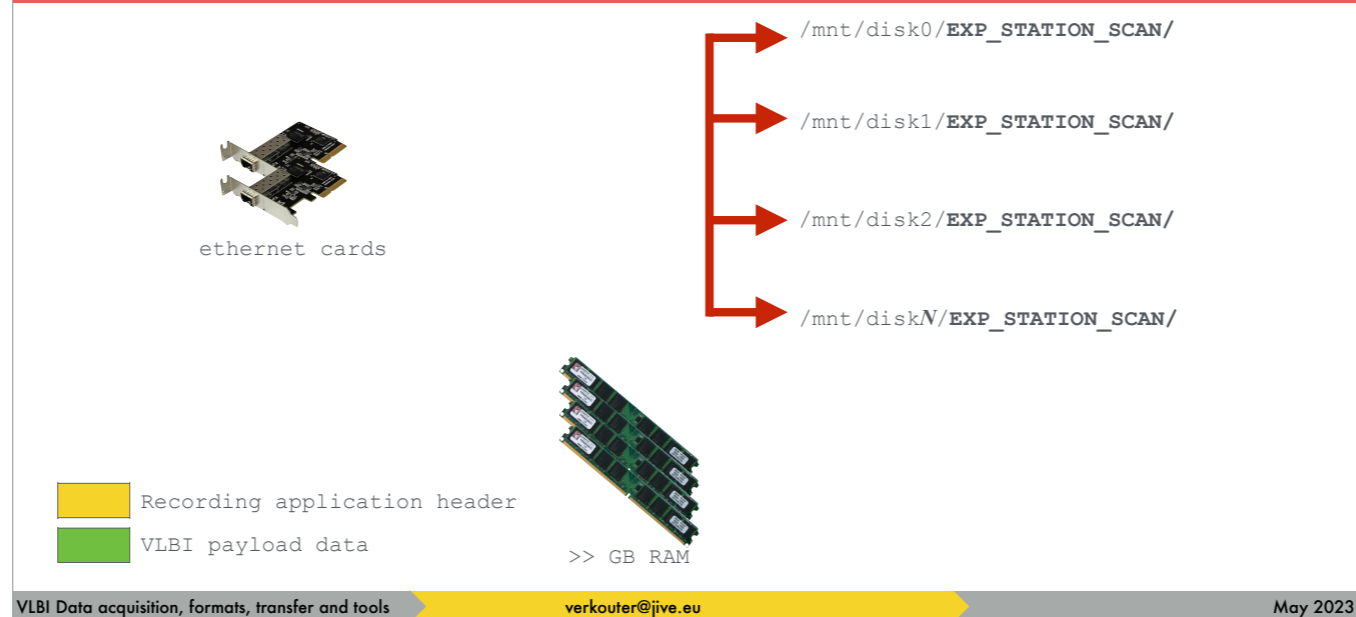 /mnt/disk0/EXP_STATION_SCAN/
/mnt/disk1/EXP_STATION_SCAN/
/mnt/disk2/EXP_STATION_SCAN/
/mnt/diskN/EXP_STATION_SCAN/
ethernet cards
Recording application header
VLBI payload data
>> GB RAM
VLBI Data acquisition, formats, transfer and tools
verkouter@jive.eu
May 2023